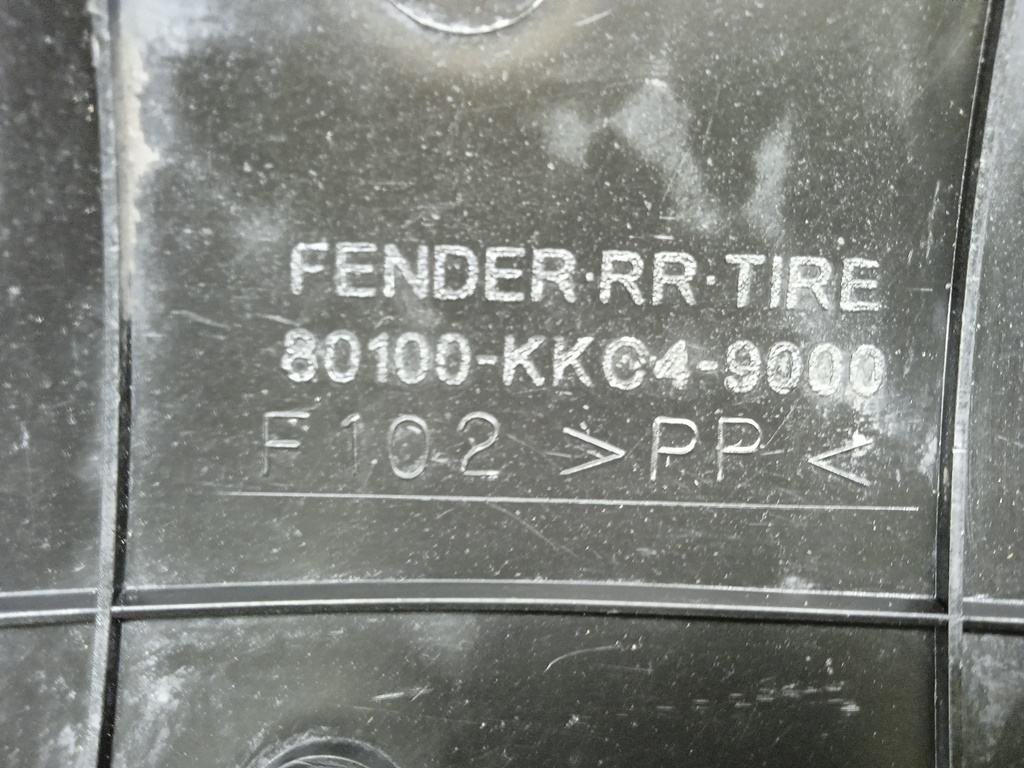 FENDER·RR·TIRE
80100-KKC4-9000
F102 >PP<